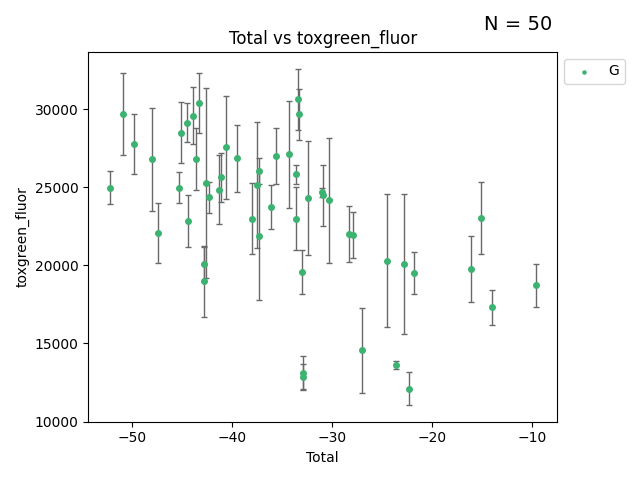 N = 50
Total vs toxgreen_fluor
G
toxgreen_fluor
30000
25000
20000
15000
10000
−50 −40 −30 −20 −10
Total